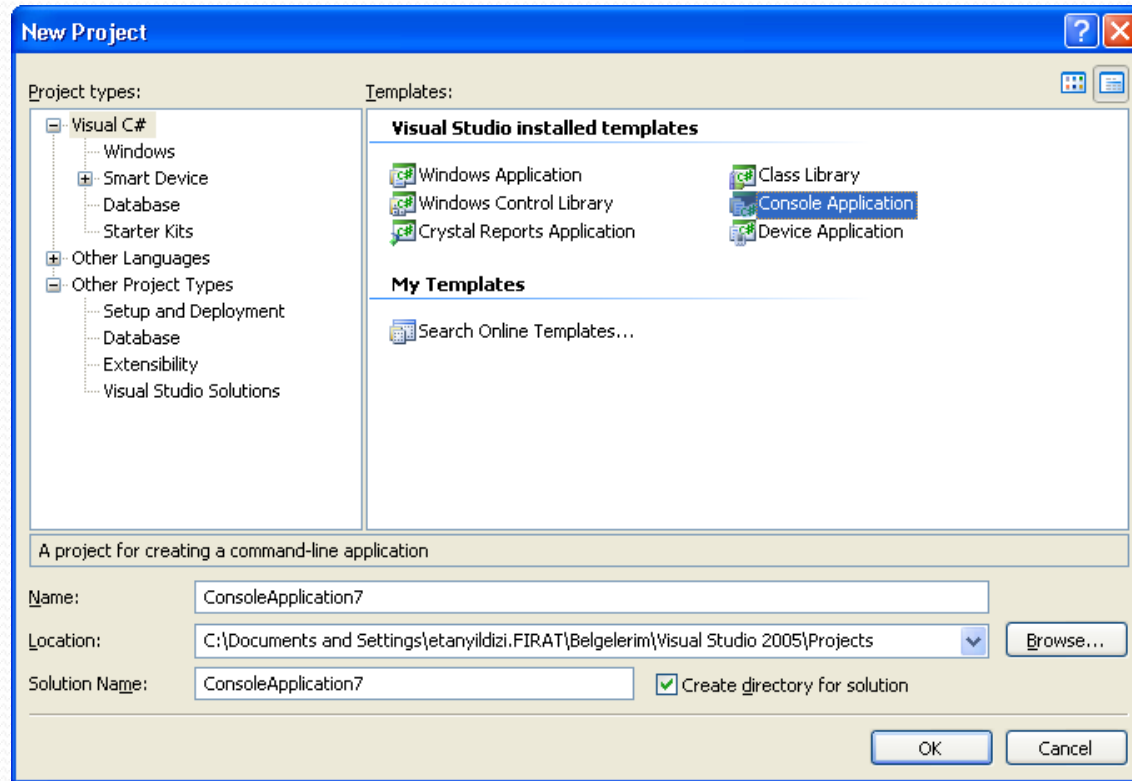 New Project
Project types:
Templates:
Visual C#
Windows
Smart Device
Database
Starter Kits
Other Languages
Other Project Types
Setup and Deployment
Database
Extensibility
Visual Studio Solutions
Visual Studio installed templates
Windows Application
Class Library
Windows Control Library
Console Application
Crystal Reports Application
Device Application
My Templates
Search Online Templates...
A project for creating a command-line application
Name: ConsoleApplication7
Location: C:\Documents and Settings\etanyildizi.FIRAT\Belgelerim\Visual Studio 2005\Projects Browse...
Solution Name: ConsoleApplication7 Create directory for solution
OK Cancel